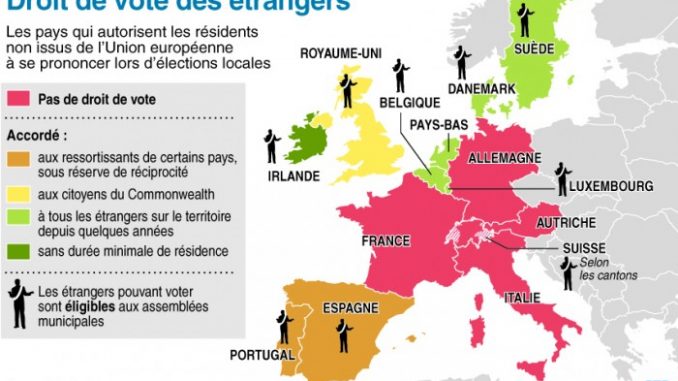 Droit de vote des étrangers
Les pays qui autorisent les résidents
non issus de l'Union européenne
à se prononcer lors d'élections locales
Pas de droit de vote
Accordé :
aux ressortissants de certains pays,
sous réserve de réciprocité
aux citoyens du Commonwealth
à tous les étrangers sur le territoire
depuis quelques années
sans durée minimale de résidence
Les étrangers pouvant voter
sont éligibles aux assemblées
municipales
ROYAUME-UNI
SUÈDE
DANEMARK
BELGIQUE
PAYS-BAS
IRLANDE
ALLEMAGNE
LUXEMBOURG
AUTRICHE
FRANCE
SUISSE
Selon
les cantons
ITALIE
ESPAGNE
PORTUGAL